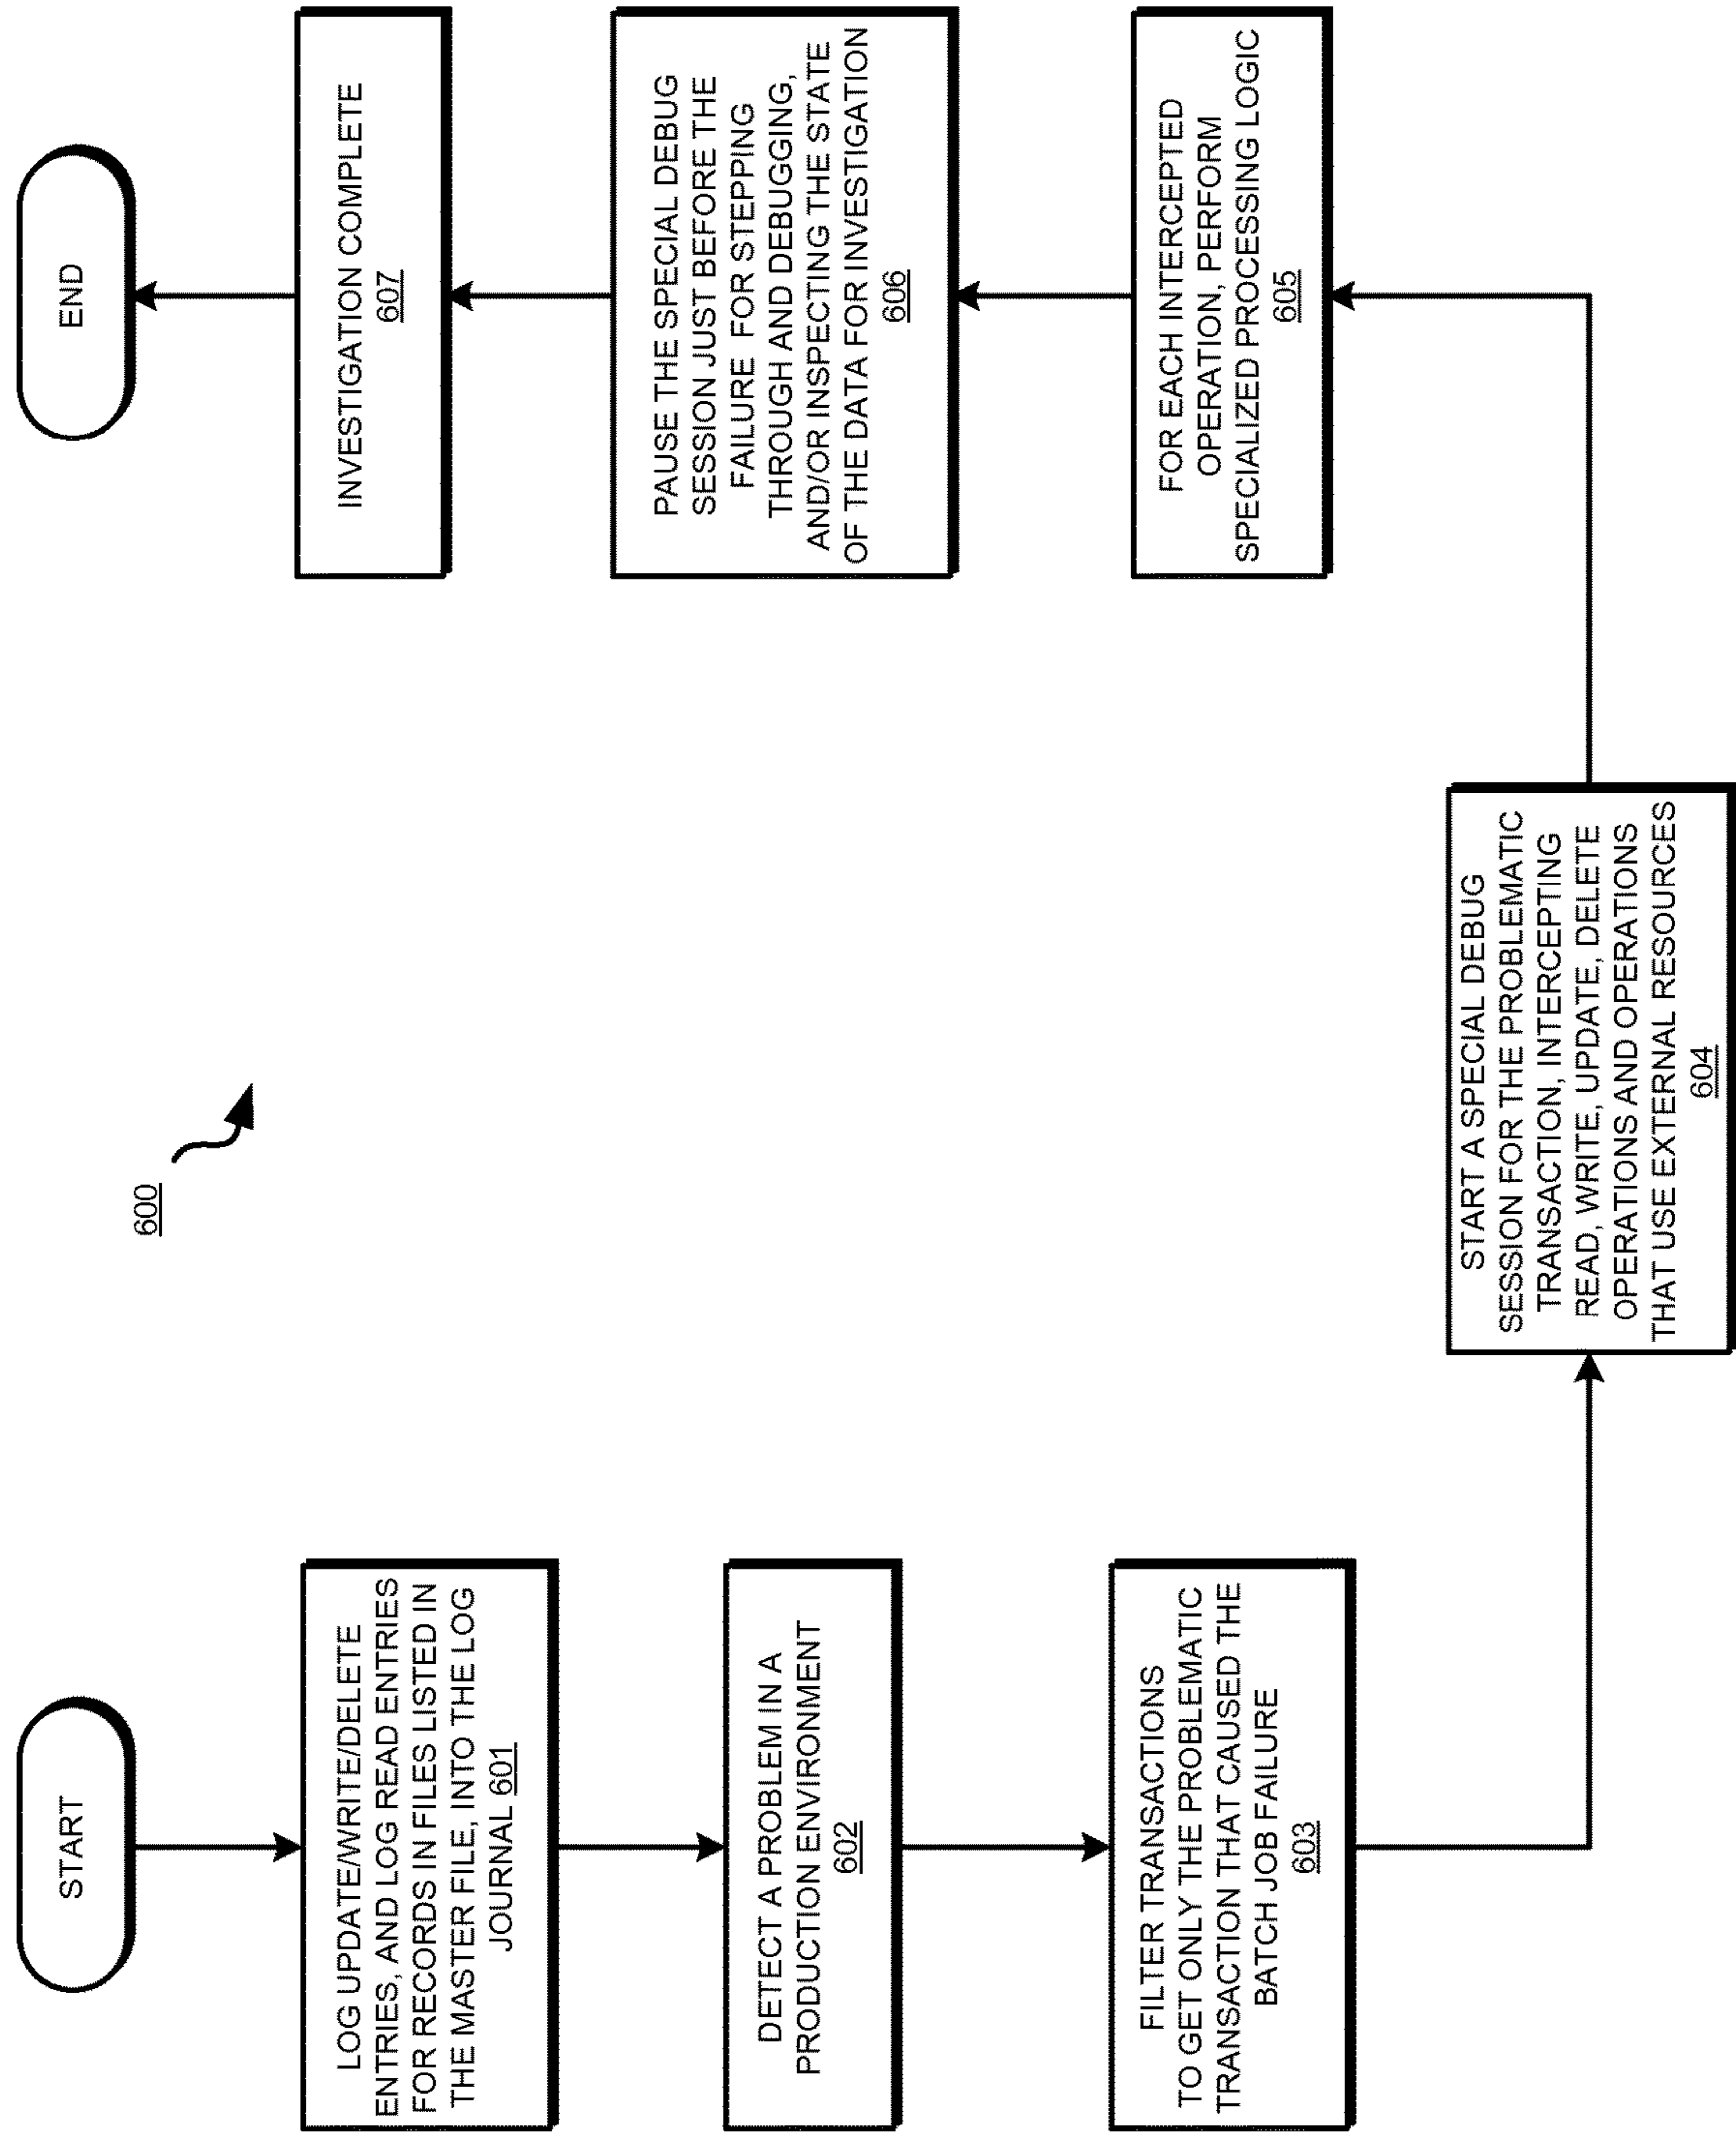 600
START
LOG UPDATE/WRITE/DELETE
ENTRIES, AND LOG READ ENTRIES
FOR RECORDS IN FILES LISTED IN
THE MASTER FILE, INTO THE LOG
JOURNAL 601
DETECT A PROBLEM IN A
PRODUCTION ENVIRONMENT
602
FILTER TRANSACTIONS
TO GET ONLY THE PROBLEMATIC
TRANSACTION THAT CAUSED THE
BATCH JOB FAILURE
603
START A SPECIAL DEBUG
SESSION FOR THE PROBLEMATIC
TRANSACTION, INTERCEPTING
READ, WRITE, UPDATE, DELETE
OPERATIONS AND OPERATIONS
THAT USE EXTERNAL RESOURCES
604
FOR EACH INTERCEPTED
OPERATION, PERFORM
SPECIALIZED PROCESSING LOGIC
605
PAUSE THE SPECIAL DEBUG
SESSION JUST BEFORE THE
FAILURE FOR STEPPING
THROUGH AND DEBUGGING,
AND/OR INSPECTING THE STATE
OF THE DATA FOR INVESTIGATION
606
INVESTIGATION COMPLETE
607
END